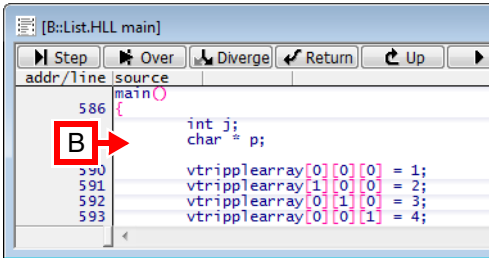 [B::List.HLL main]
Step Over Diverge Return Up
addr/line source
main()
586 {
int j;
char * p;
B
590 vtripplearray[0][0][0] = 1;
591 vtripplearray[1][0][0] = 2;
592 vtripplearray[0][1][0] = 3;
593 vtripplearray[0][0][1] = 4;